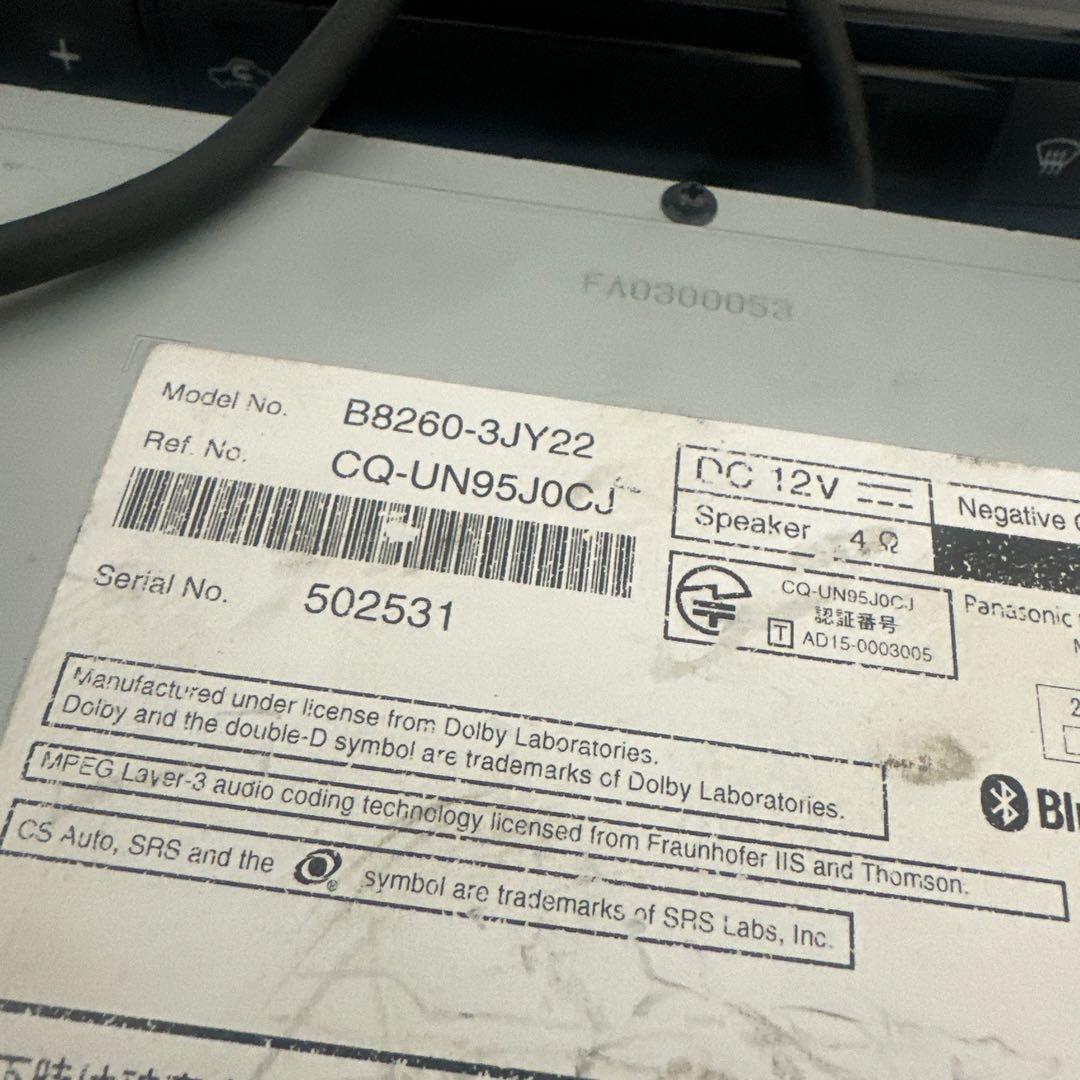 FA0300053
Model No. B8260-3JY22
Ref. No. CQ-UN95J0CJ
Serial No. 502531
DC 12V
Negative
Speaker 4 Ω
CQ-UN95J0CJ
認証番号
T AD15-0003005
Panasonic
Manufactured under license from Dolby Laboratories.
Dolby and the double-D symbol are trademarks of Dolby Laboratories.
MPEG Layer-3 audio coding technology licensed from Fraunhofer IIS and Thomson.
CS Auto, SRS and the ® symbol are trademarks of SRS Labs, Inc.